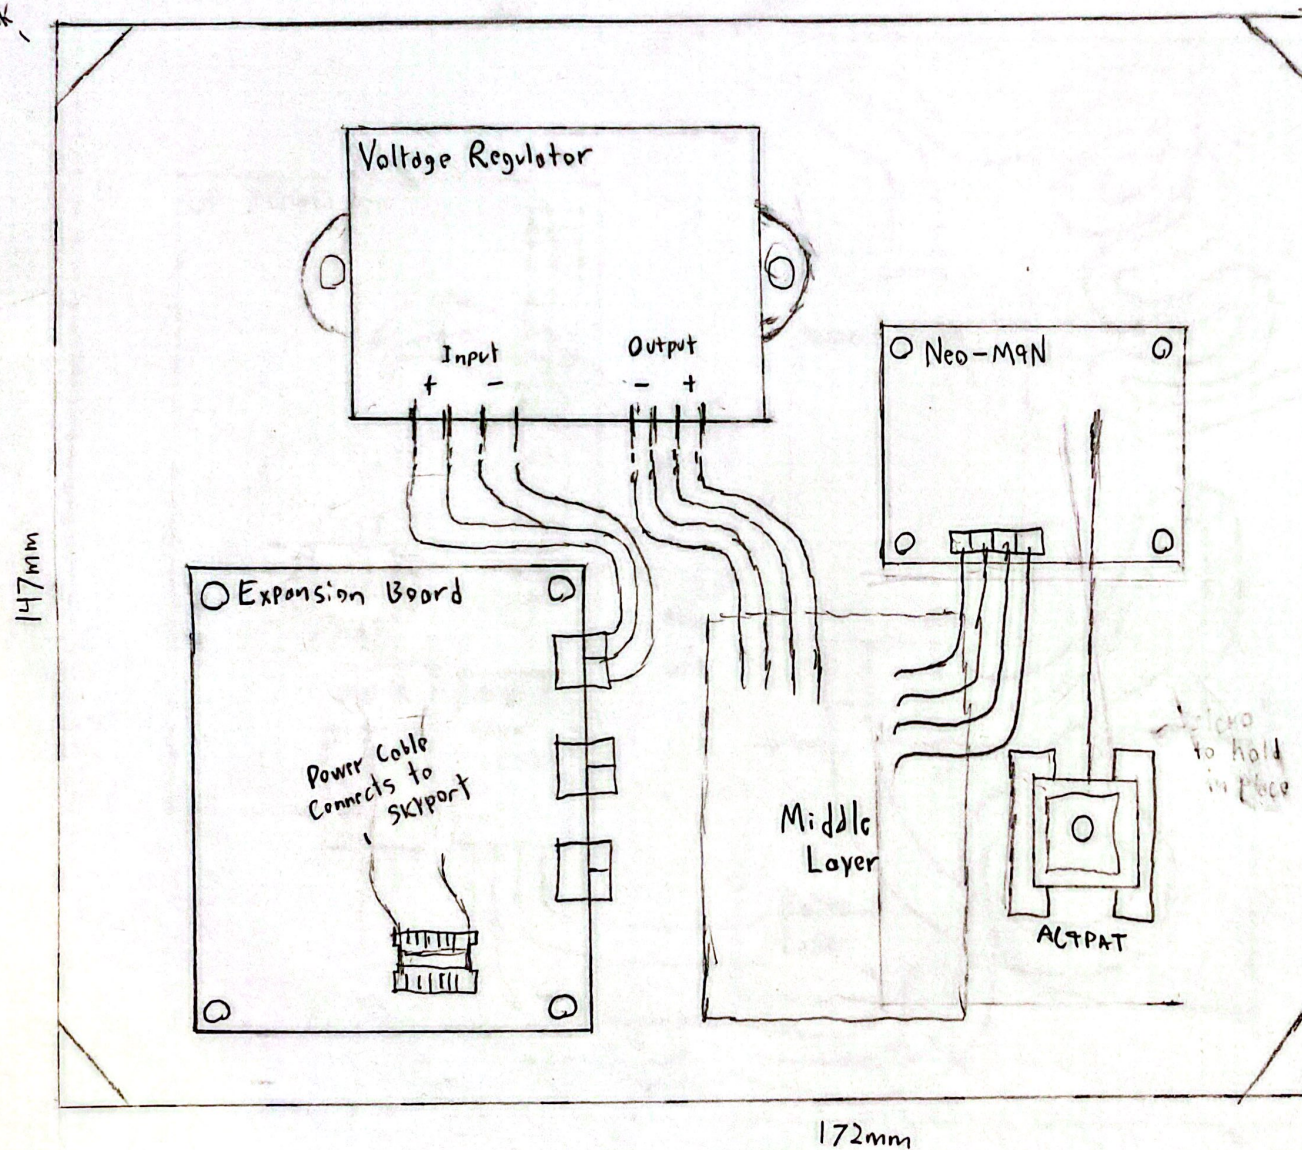 Voltage Regulator
Input
Output
+ -
- +
Neo-M9N
147mm
Expansion Board
Power Cable
Connects to
SKYPORT
to hold
in place
Middle
Layer
AC4PAT
172mm